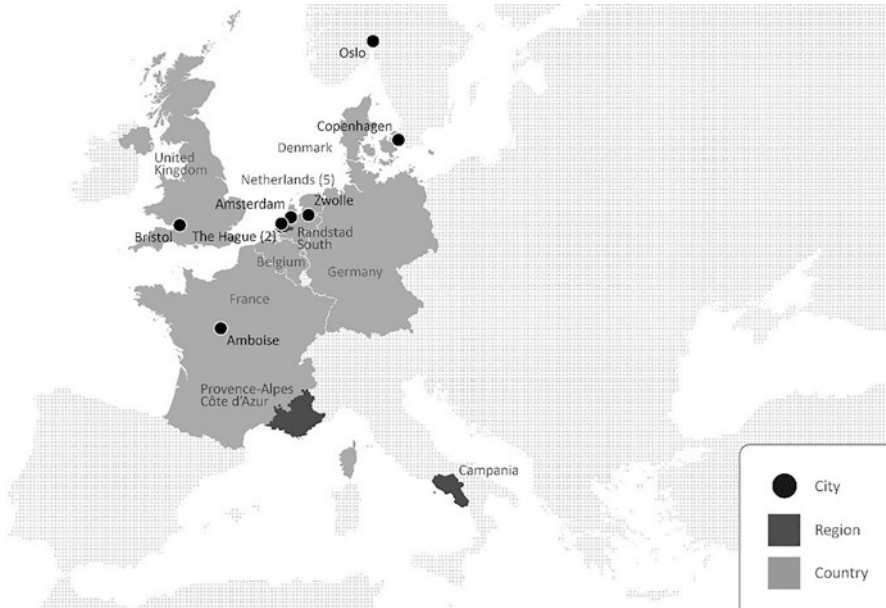 Oslo
Copenhagen
Denmark
United
Kingdom
Netherlands (5)
Amsterdam
Zwolle
Bristol
The Hague (2)
Randstad
South
Belgium
Germany
France
Amboise
Provence-Alpes
Côte d'Azur
Campania
City
Region
Country